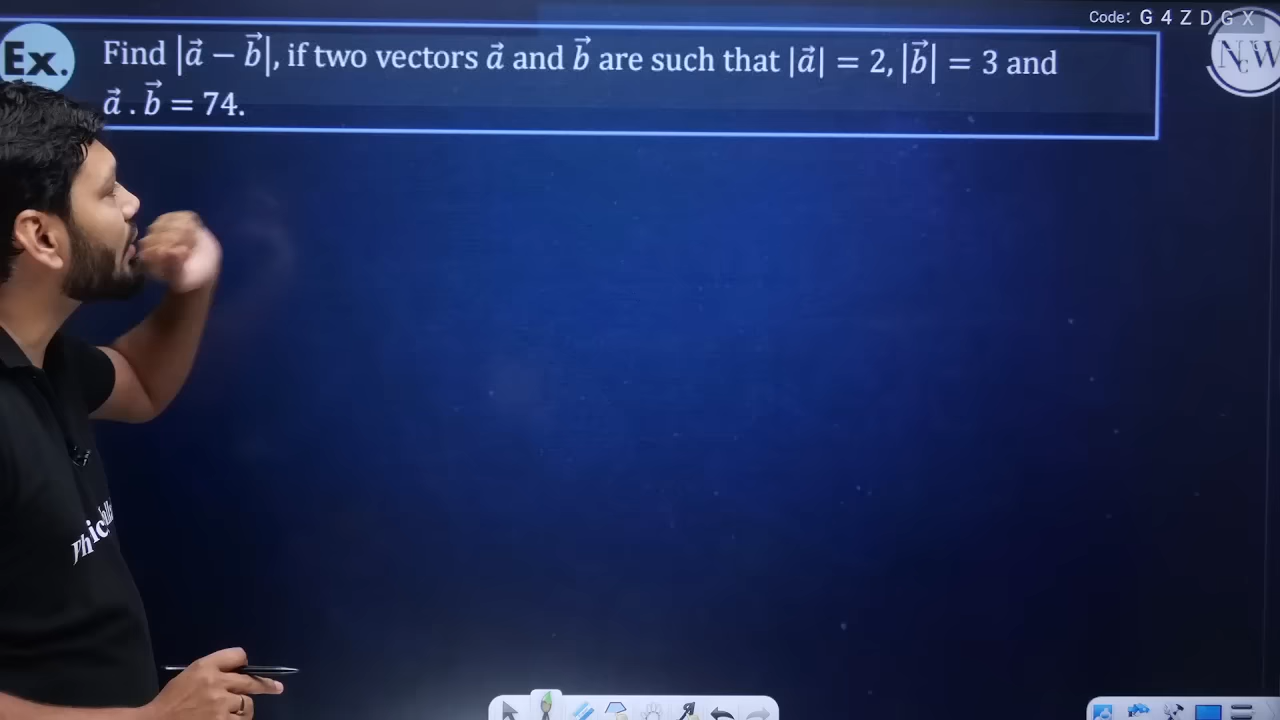 Code: G 4 Z D G X
Ex. Find |a⃗ − b⃗|, if two vectors a⃗ and b⃗ are such that |a⃗| = 2, |b⃗| = 3 and
a⃗ . b⃗ = 74.